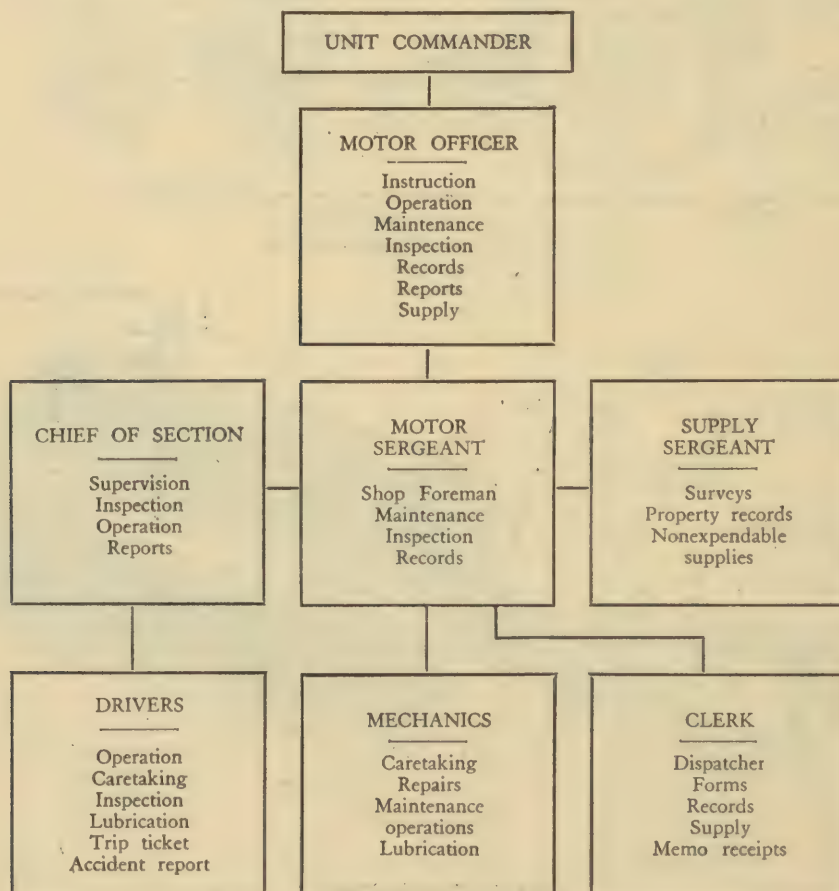 UNIT COMMANDER
MOTOR OFFICER
Instruction
Operation
Maintenance
Inspection
Records
Reports
Supply
CHIEF OF SECTION
Supervision
Inspection
Operation
Reports
MOTOR
SERGEANT
Shop Foreman
Maintenance
Inspection
Records
SUPPLY
SERGEANT
Surveys
Property records
Nonexpendable
supplies
DRIVERS
Operation
Caretaking
Inspection
Lubrication
Trip ticket
Accident report
MECHANICS
Caretaking
Repairs
Maintenance
operations
Lubrication
CLERK
Dispatcher
Forms
Records
Supply
Memo receipts